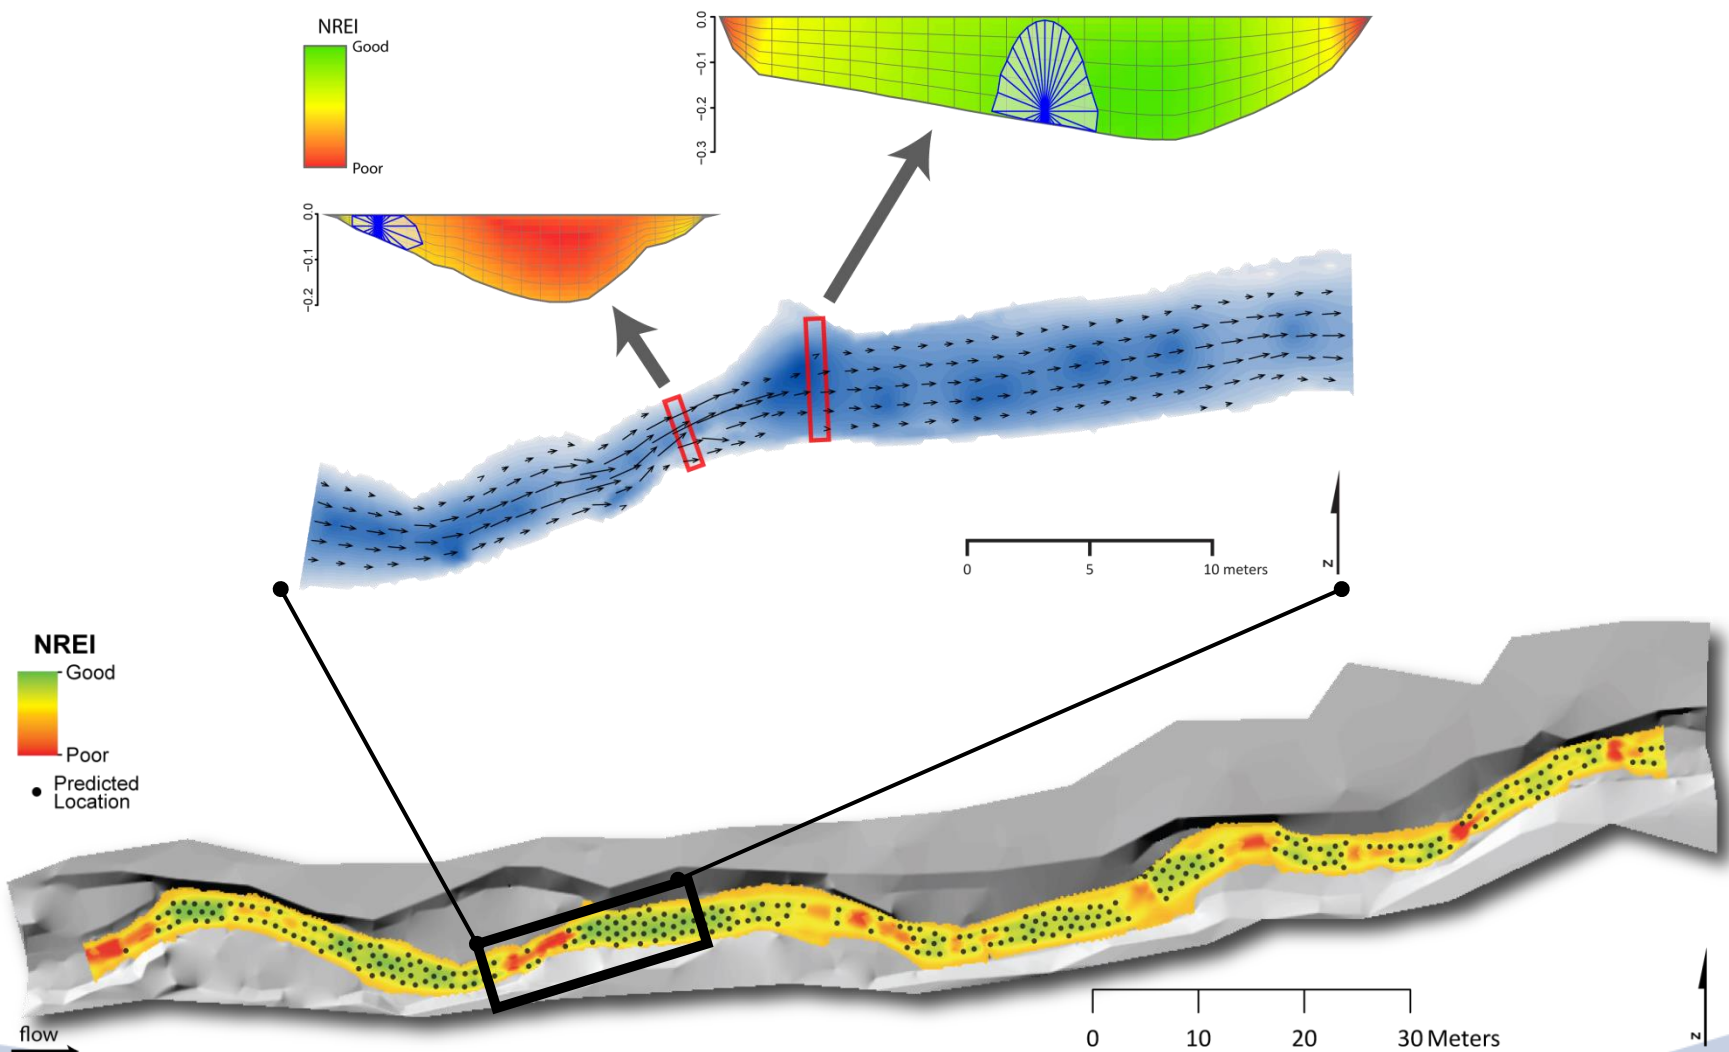 NREI
Good
Poor
0.0
−0.1
−0.2
−0.3
0.0
−0.1
−0.2
0
5
10 meters
N
NREI
Good
Poor
Predicted
Location
flow
0
10
20
30 Meters
N